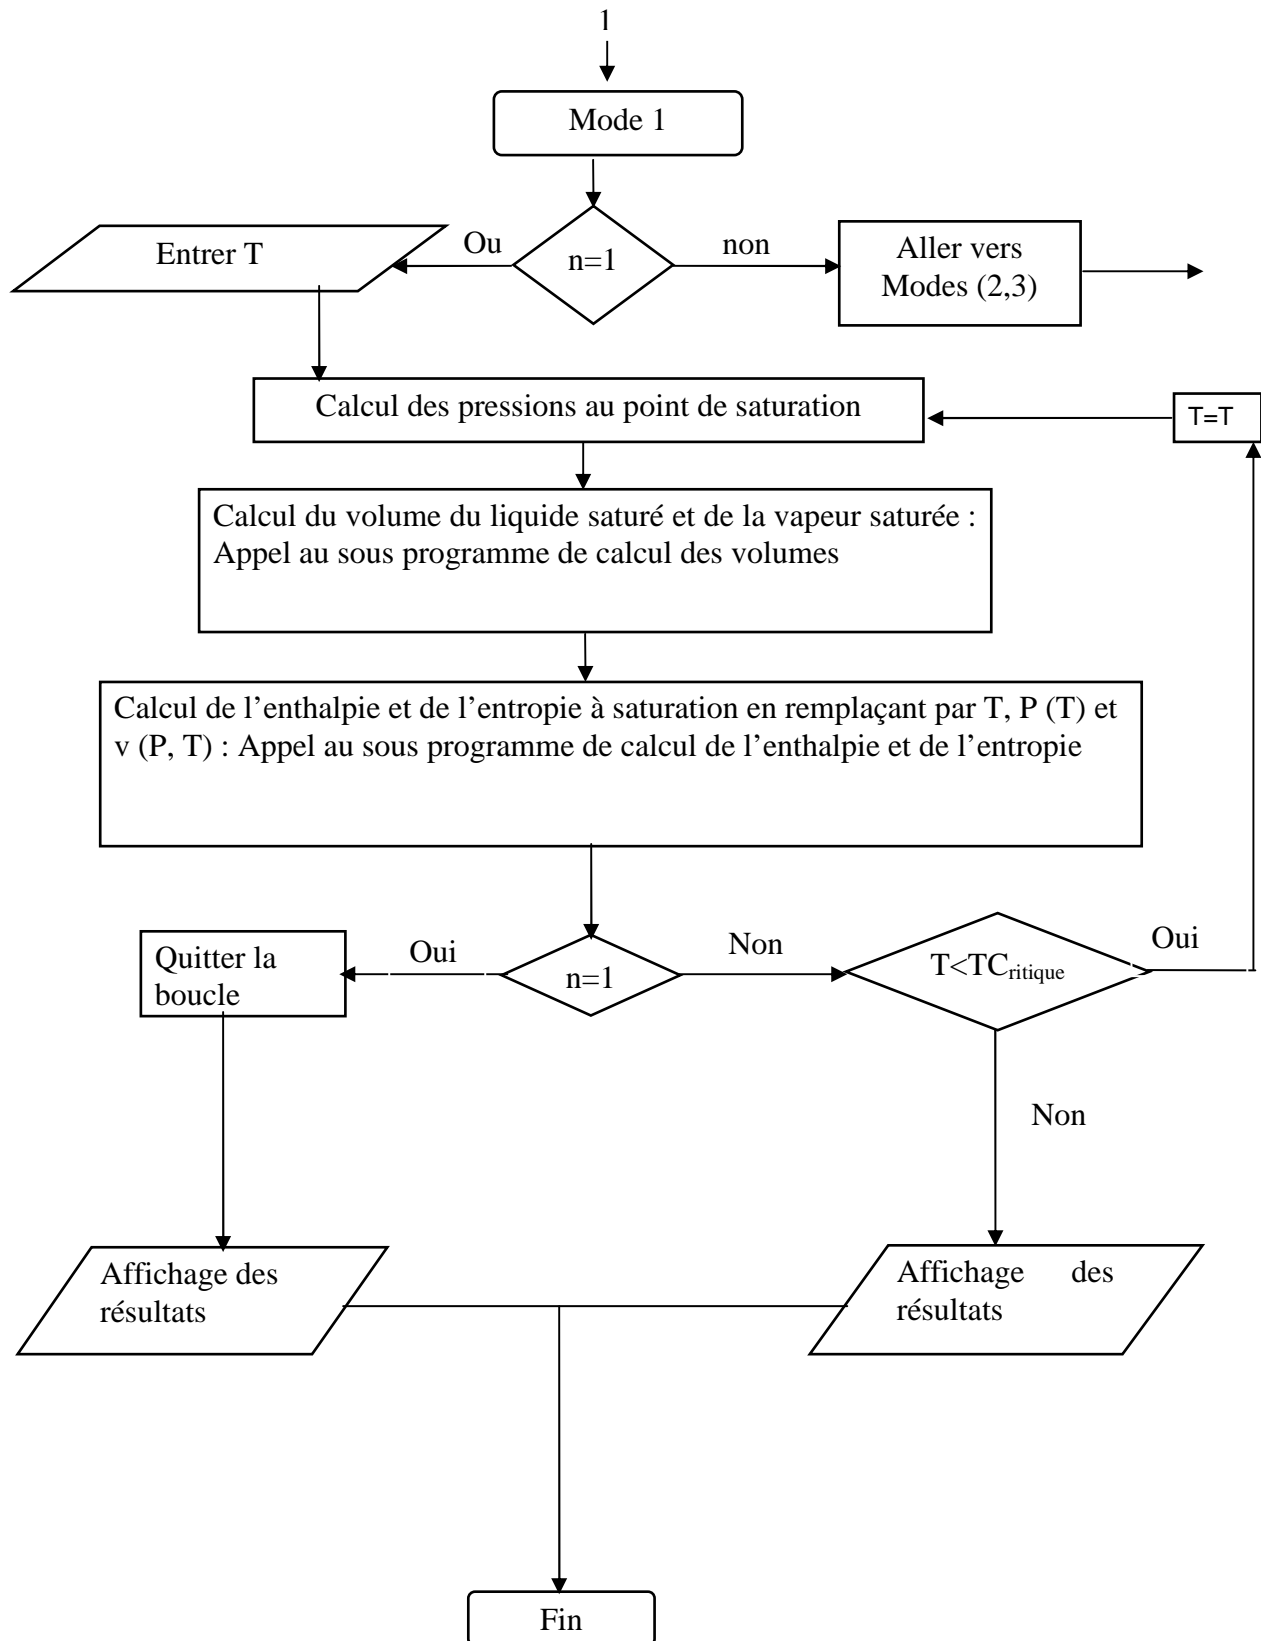 1
Mode 1
Entrer T
Ou
n=1
non
Aller vers
Modes (2,3)
Calcul des pressions au point de saturation
T=T
Calcul du volume du liquide saturé et de la vapeur saturée :
Appel au sous programme de calcul des volumes
Calcul de l’enthalpie et de l’entropie à saturation en remplaçant par T, P (T) et
v (P, T) : Appel au sous programme de calcul de l’enthalpie et de l’entropie
Quitter la
boucle
Oui
n=1
Non
T<TCritique
Oui
Non
Affichage des
résultats
Affichage des
résultats
Fin